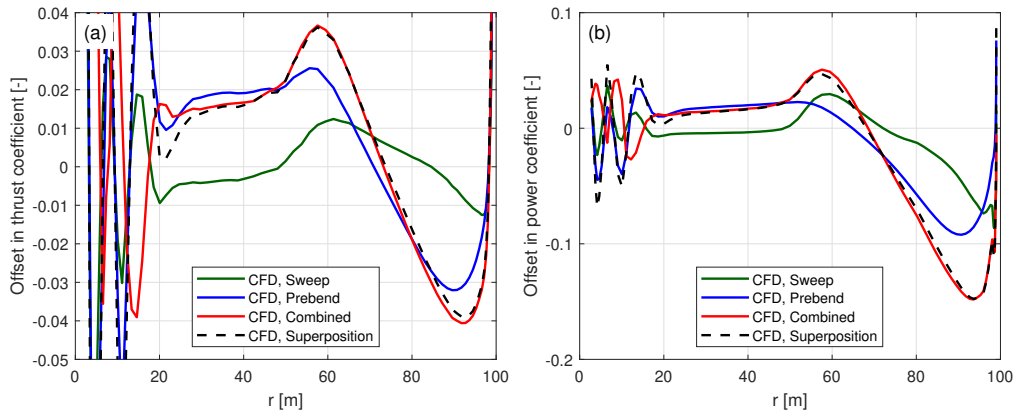 (a)
Offset in thrust coefficient [-]
0.04
0.03
0.02
0.01
0
-0.01
-0.02
-0.03
-0.04
-0.05
CFD, Sweep
CFD, Prebend
CFD, Combined
CFD, Superposition
0 20 40 60 80 100
r [m]
(b)
Offset in power coefficient [-]
0.1
0
-0.1
-0.2
CFD, Sweep
CFD, Prebend
CFD, Combined
CFD, Superposition
0 20 40 60 80 100
r [m]